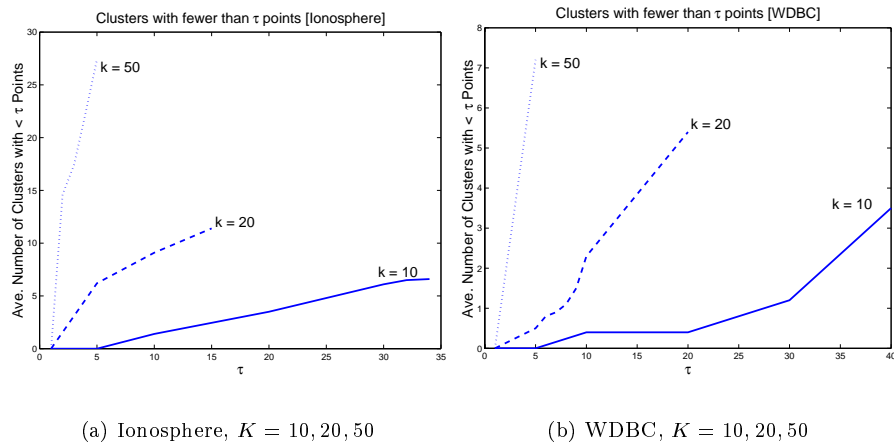 Clusters with fewer than τ points [Ionosphere]
Ave. Number of Clusters with < τ Points
30
25
20
15
10
5
0
k = 50
k = 20
k = 10
0 5 10 15 20 25 30 35
τ
Clusters with fewer than τ points [WDBC]
Ave. Number of Clusters with < τ Points
8
7
6
5
4
3
2
1
0
k = 50
k = 20
k = 10
0 5 10 15 20 25 30 35 40
τ
(a) Ionosphere, K = 10, 20, 50
(b) WDBC, K = 10, 20, 50